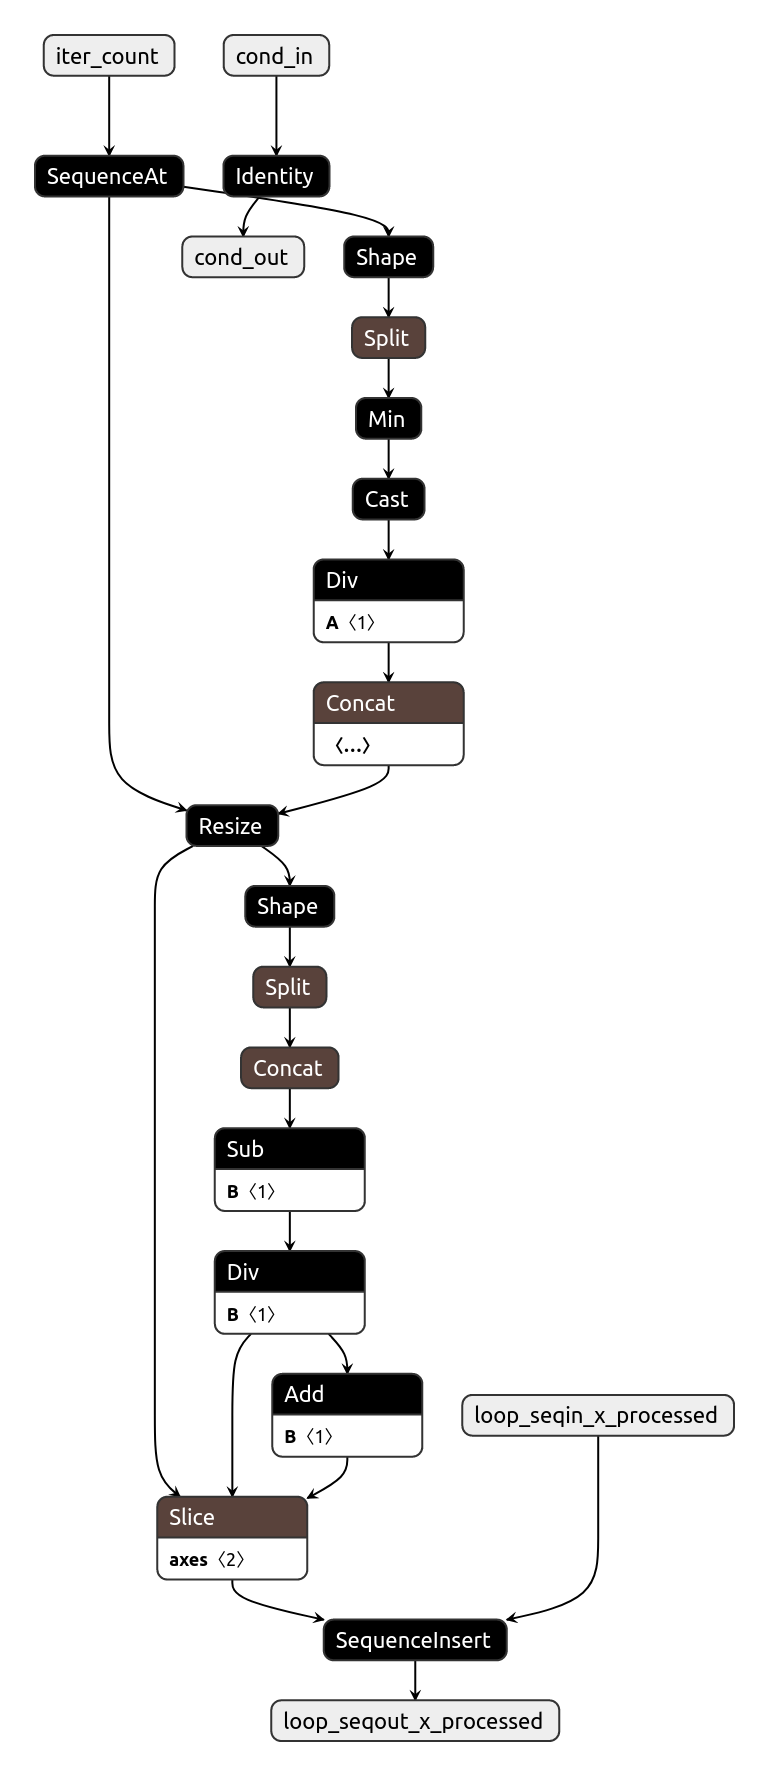 iter_count
cond_in
SequenceAt
Identity
cond_out
Shape
Split
Min
Cast
Div
A 〈1〉
Concat
〈…〉
Resize
Shape
Split
Concat
Sub
B 〈1〉
Div
B 〈1〉
Add
B 〈1〉
loop_seqin_x_processed
Slice
axes 〈2〉
SequenceInsert
loop_seqout_x_processed